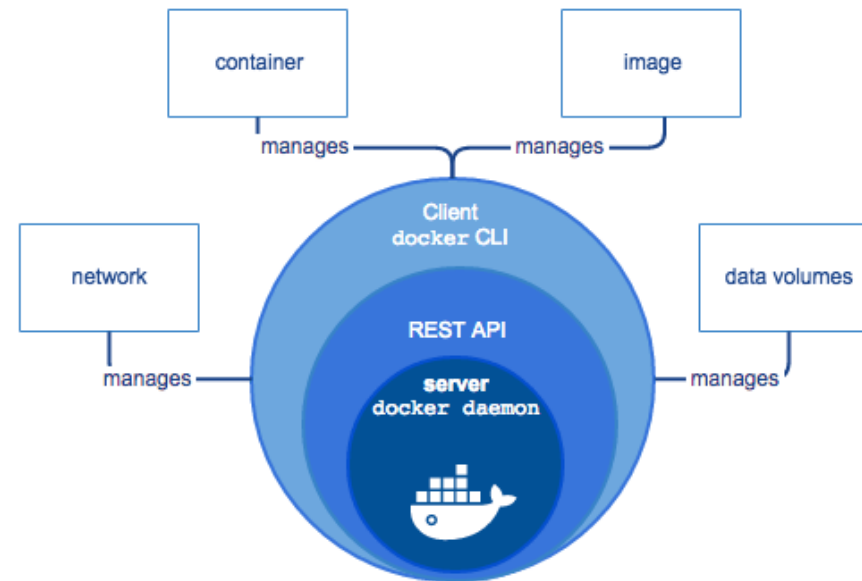 container
image
manages
manages
Client
docker CLI
network
data volumes
REST API
manages
manages
server
docker daemon